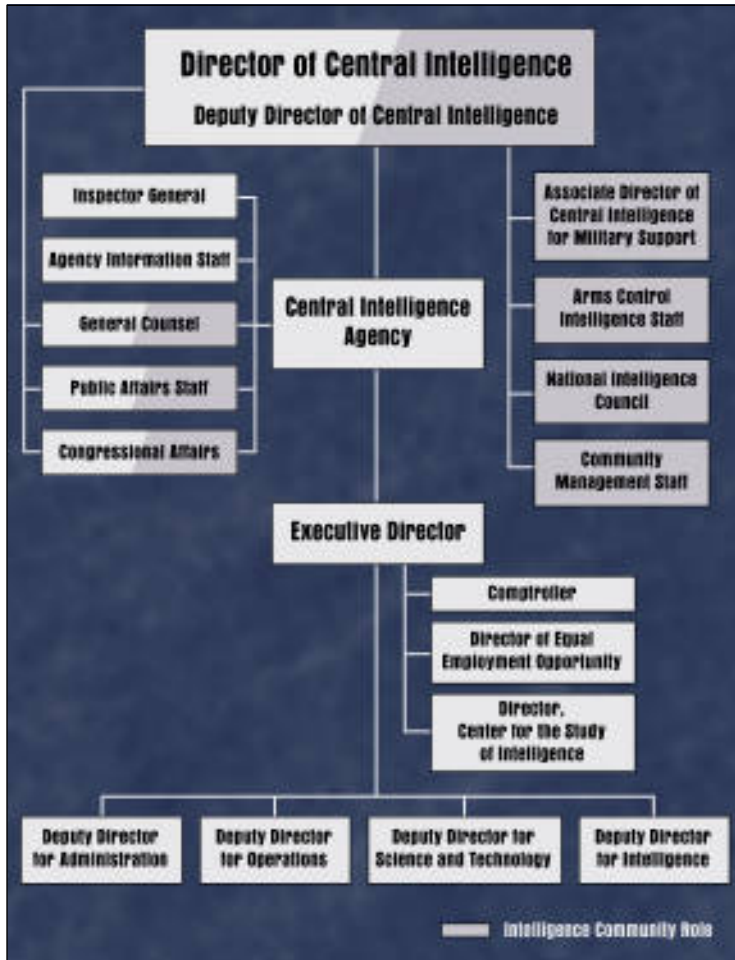 Director of Central Intelligence
Deputy Director of Central Intelligence
Inspector General
Agency Information Staff
General Counsel
Public Affairs Staff
Congressional Affairs
Central Intelligence
Agency
Associate Director of
Central Intelligence
for Military Support
Arms Control
Intelligence Staff
National Intelligence
Council
Community
Management Staff
Executive Director
Comptroller
Director of Equal
Employment Opportunity
Director,
Center for the Study
of Intelligence
Deputy Director
for Administration
Deputy Director
for Operations
Deputy Director for
Science and Technology
Deputy Director
for Intelligence
Intelligence Community Role